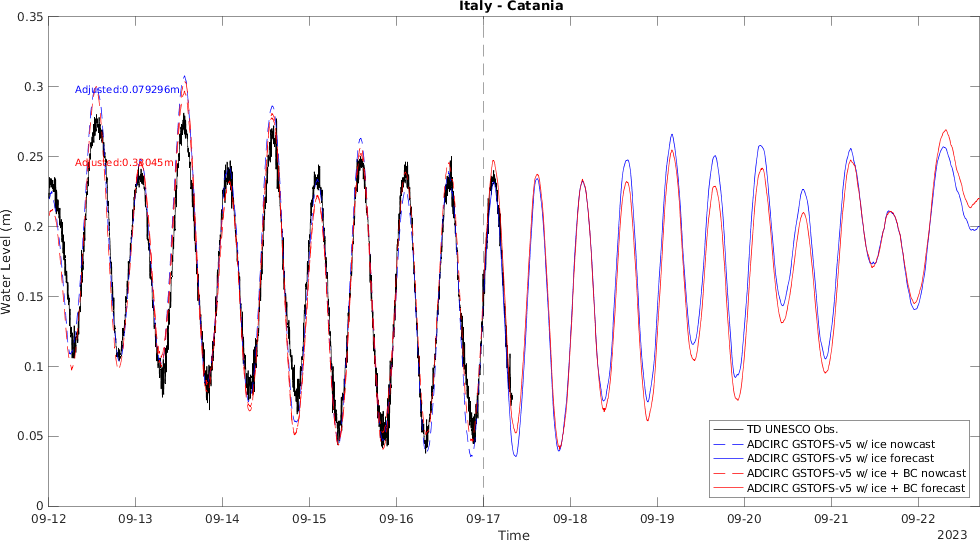 Italy - Catania
0.35
0.3
0.25
0.2
0.15
0.1
0.05
0
Water Level (m)
Adjusted:0.079296m
Adjusted:0.33045m
09-12 09-13 09-14 09-15 09-16 09-17 09-18 09-19 09-20 09-21 09-22
Time
2023
TD UNESCO Obs.
ADCIRC GSTOFS-v5 w/ ice nowcast
ADCIRC GSTOFS-v5 w/ ice forecast
ADCIRC GSTOFS-v5 w/ ice + BC nowcast
ADCIRC GSTOFS-v5 w/ ice + BC forecast